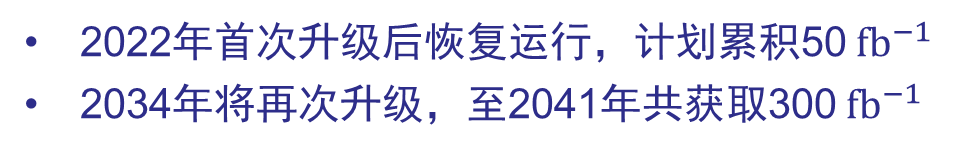 • 2022年首次升级后恢复运行，计划累积50 fb⁻¹
• 2034年将再次升级，至2041年共获取300 fb⁻¹